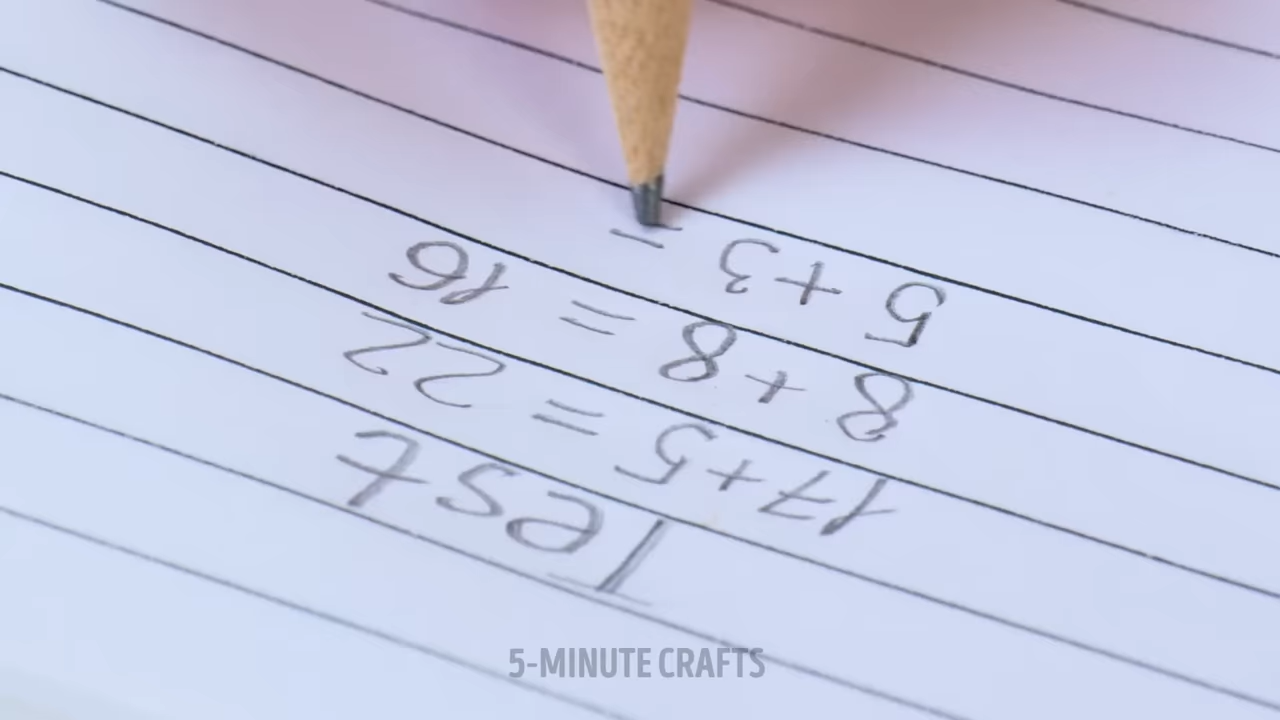 Test
17+5 = 22
8+8 = 16
5+3 =
5-MINUTE CRAFTS